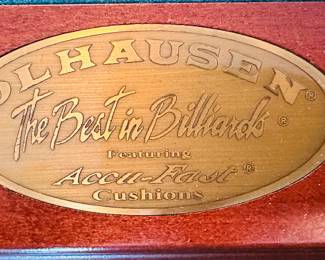 OLHAUSEN®
The Best in Billiards®
Featuring
Accu-Fast®
Cushions